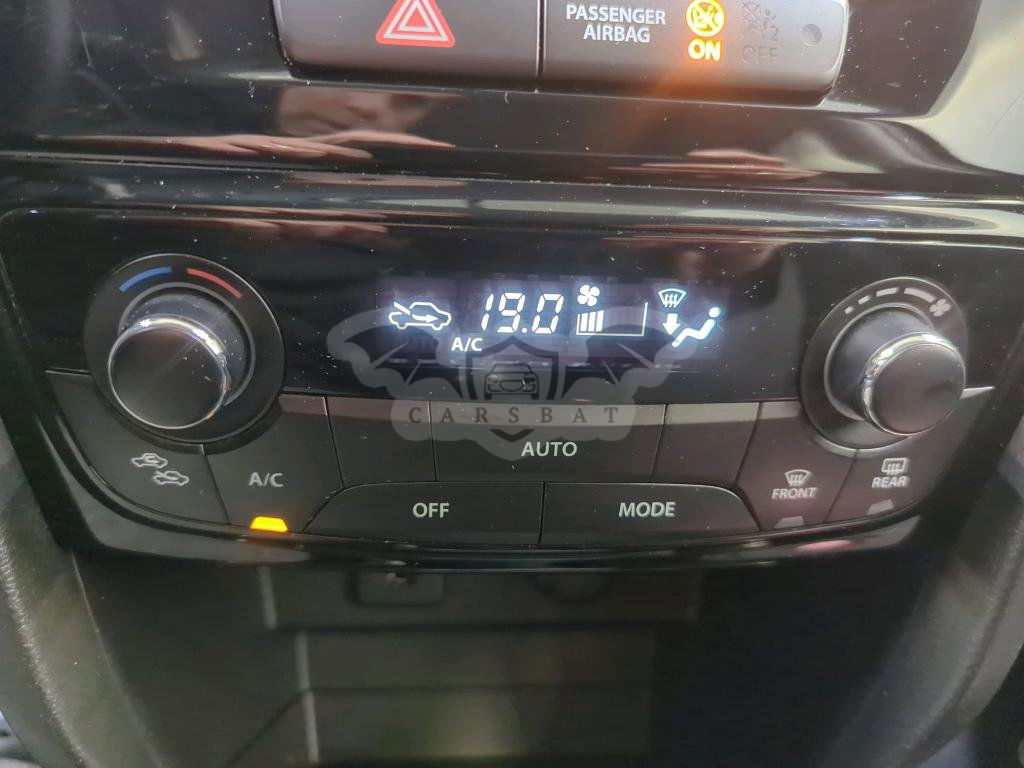 PASSENGER
AIRBAG
ON
OFF
19.0
A/C
CARSBAT
AUTO
A/C
OFF
MODE
FRONT
REAR